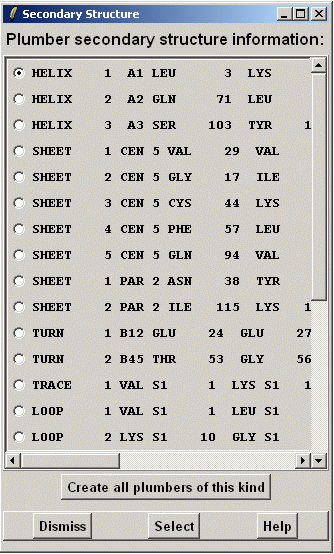 Secondary Structure
Plumber secondary structure information:
HELIX 1 A1 LEU 3 LYS
HELIX 2 A2 GLN 71 LEU
HELIX 3 A3 SER 103 TYR 1
SHEET 1 CEN 5 VAL 29 VAL
SHEET 2 CEN 5 GLY 17 ILE
SHEET 3 CEN 5 CYS 44 LYS
SHEET 4 CEN 5 PHE 57 LEU
SHEET 5 CEN 5 GLN 94 VAL
SHEET 1 PAR 2 ASN 38 TYR
SHEET 2 PAR 2 ILE 115 LYS 1
TURN 1 B12 GLU 24 GLU 27
TURN 2 B45 THR 53 GLY 56
TRACE 1 VAL S1 1 LYS S1 1
LOOP 1 VAL S1 1 LEU S1
LOOP 2 LYS S1 10 GLY S1
Create all plumbers of this kind
Dismiss Select Help